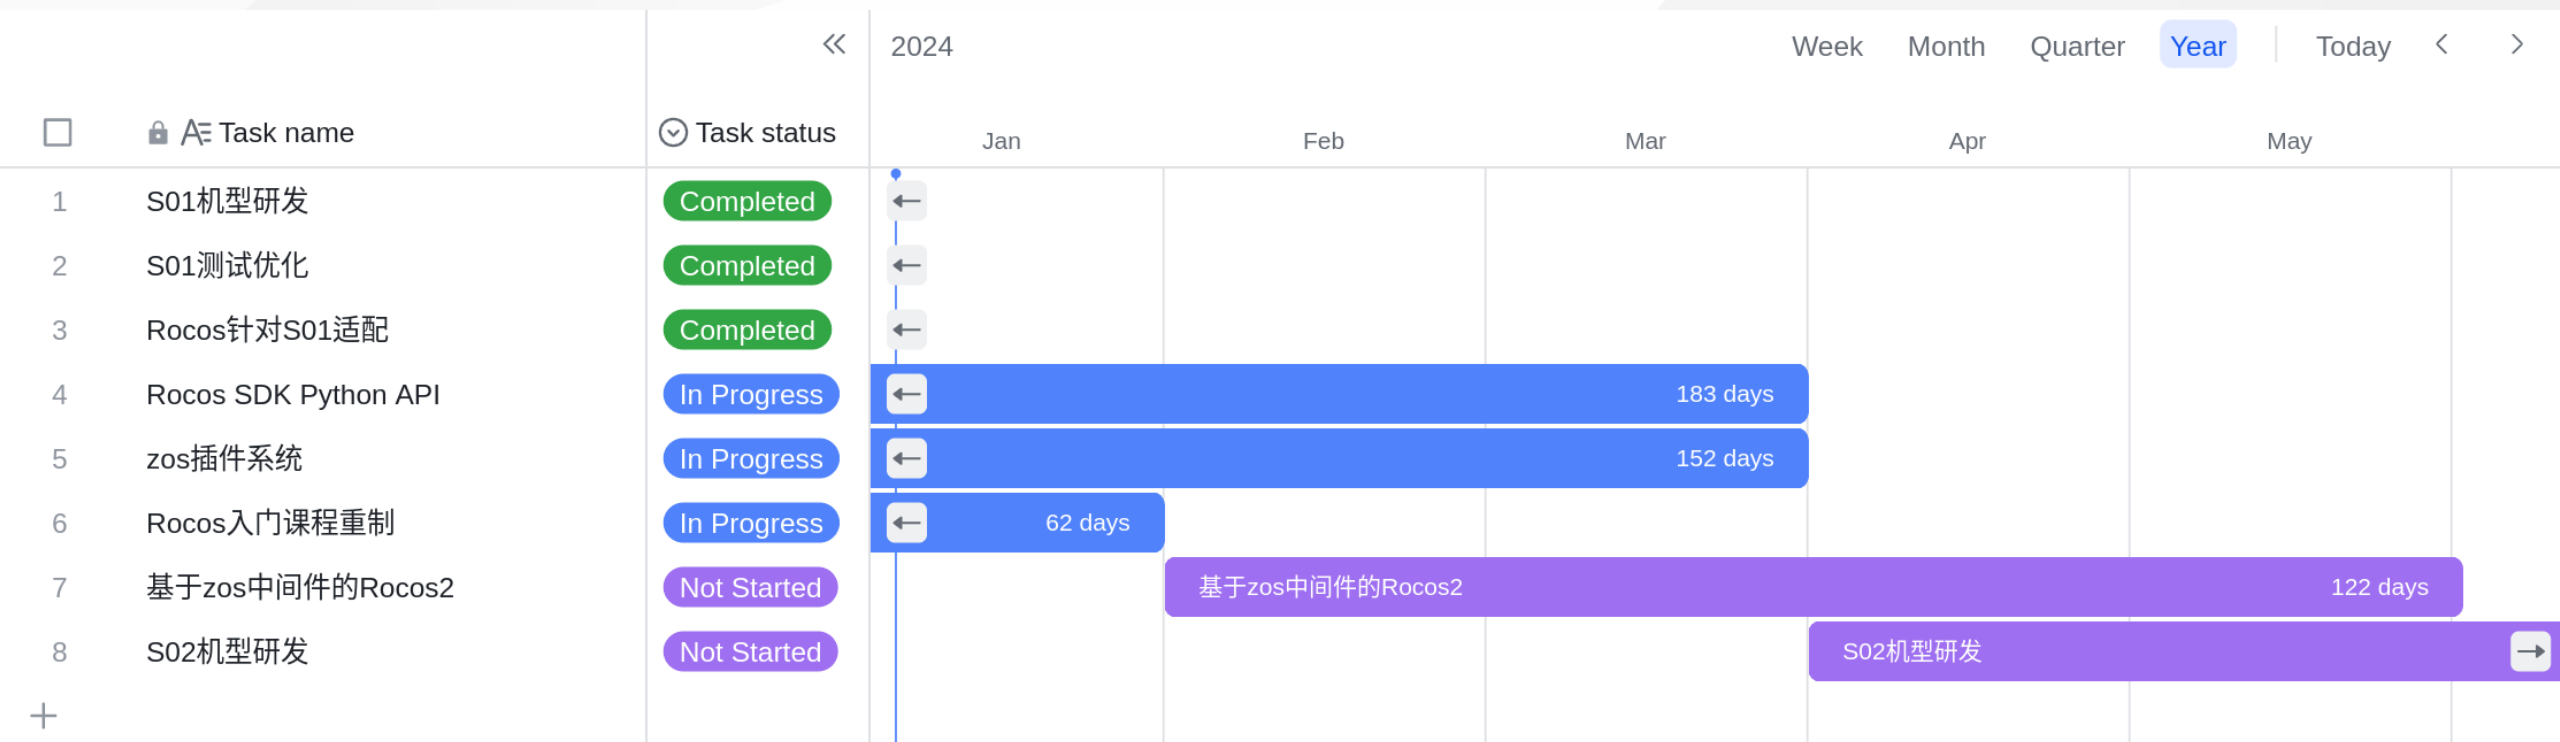 2024 Week Month Quarter Year Today
Task name Task status Jan Feb Mar Apr May
1 S01机型研发 Completed
2 S01测试优化 Completed
3 Rocos针对S01适配 Completed
4 Rocos SDK Python API In Progress 183 days
5 zos插件系统 In Progress 152 days
6 Rocos入门课程重制 In Progress 62 days
7 基于zos中间件的Rocos2 Not Started 基于zos中间件的Rocos2 122 days
8 S02机型研发 Not Started S02机型研发